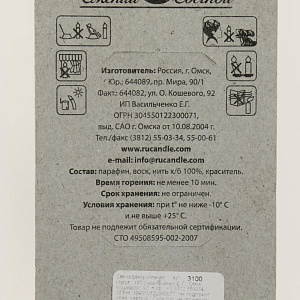 Изготовитель: Россия, г. Омск,
Юр.: 644089, пр. Мира, 90/1
Факт: 644082, ул. О. Кошевого, 92
ИП Васильченко Е.Г.
ОГРН 304550122300071,
выд. САО г. Омска от 10.08.2004 г.
Тел./факс (3812) 55-03-34, 55-00-61
www.rucandle.com
e-mail: info@rucandle.com
Состав: парафин, воск, нить х/б 100%, краситель.
Время горения: не менее 10 мин.
Срок хранения: не ограничен.
Условия хранения: при t° не ниже -10° С
и не выше +25° С.
Товар не подлежит обязательной сертификации.
СТО 49508595-002-2007
3100